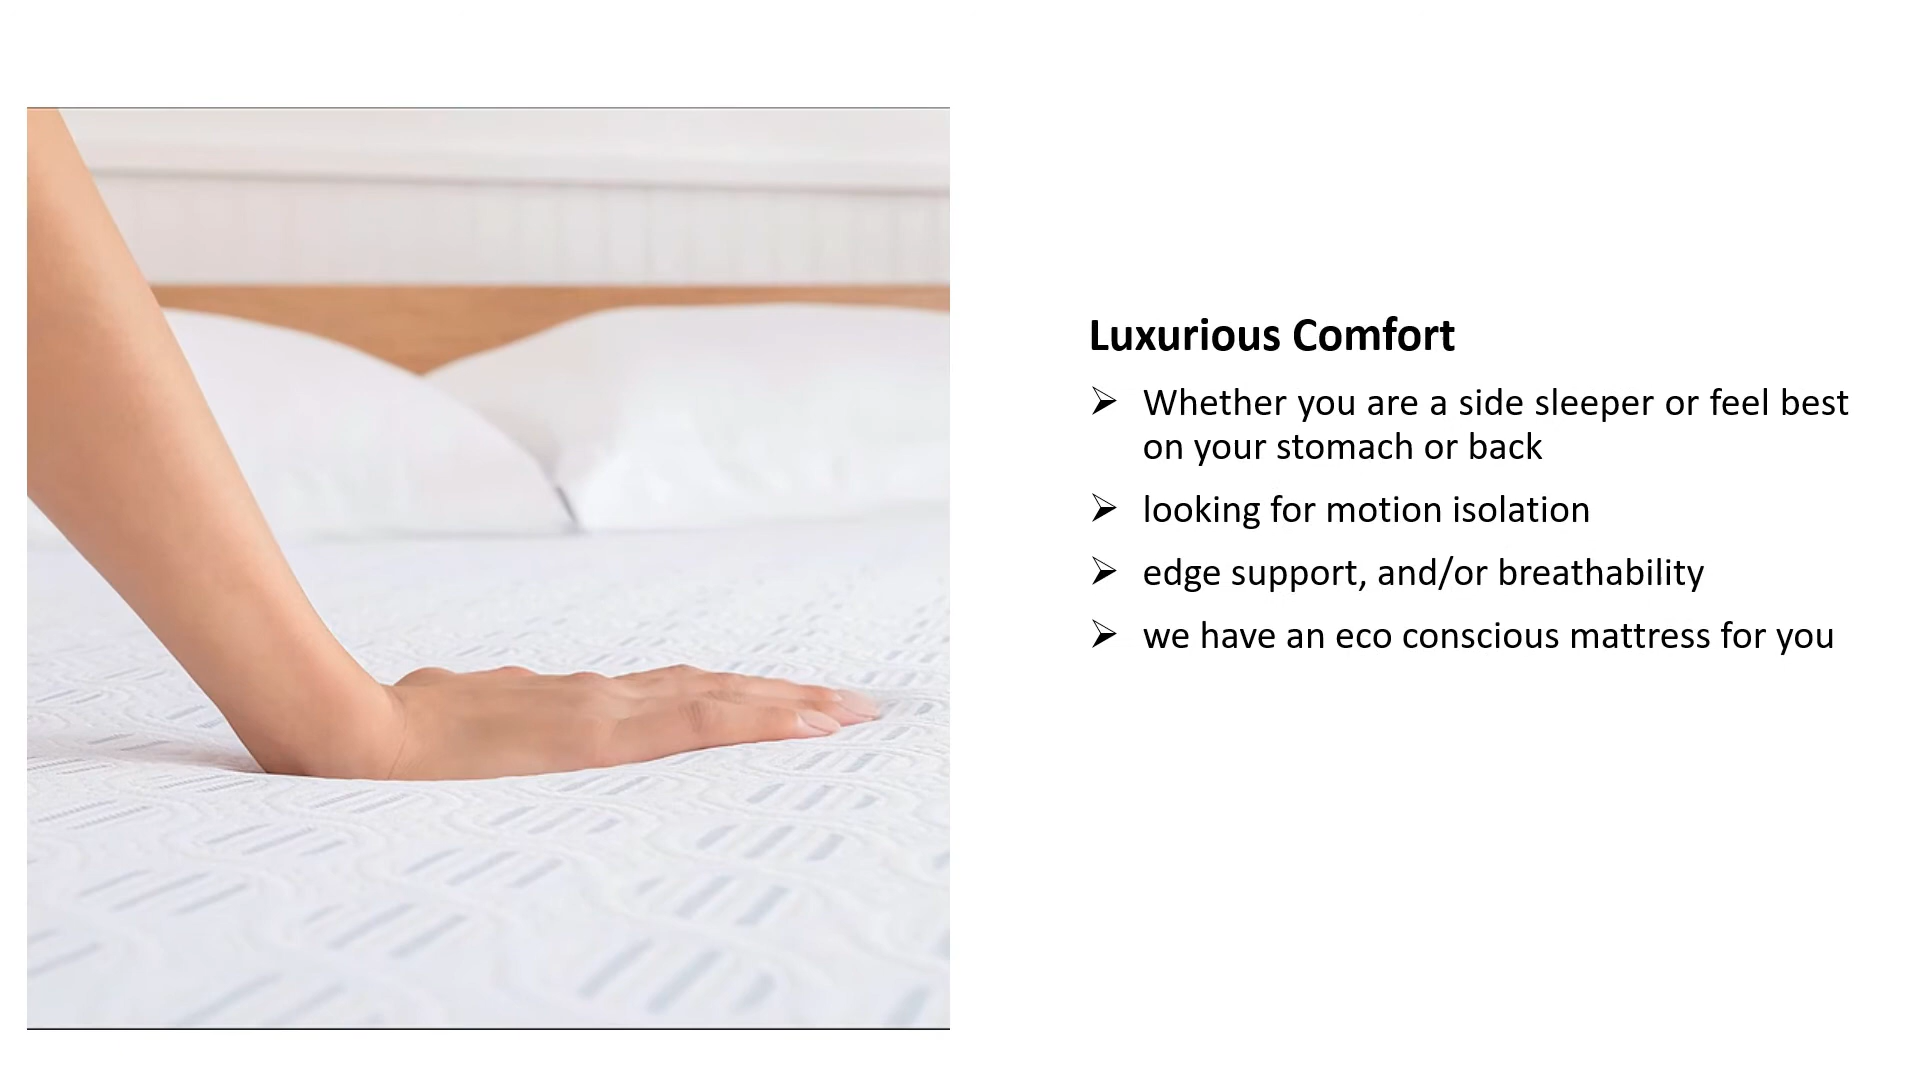 Luxurious Comfort
➢ Whether you are a side sleeper or feel best
on your stomach or back
➢ looking for motion isolation
➢ edge support, and/or breathability
➢ we have an eco conscious mattress for you